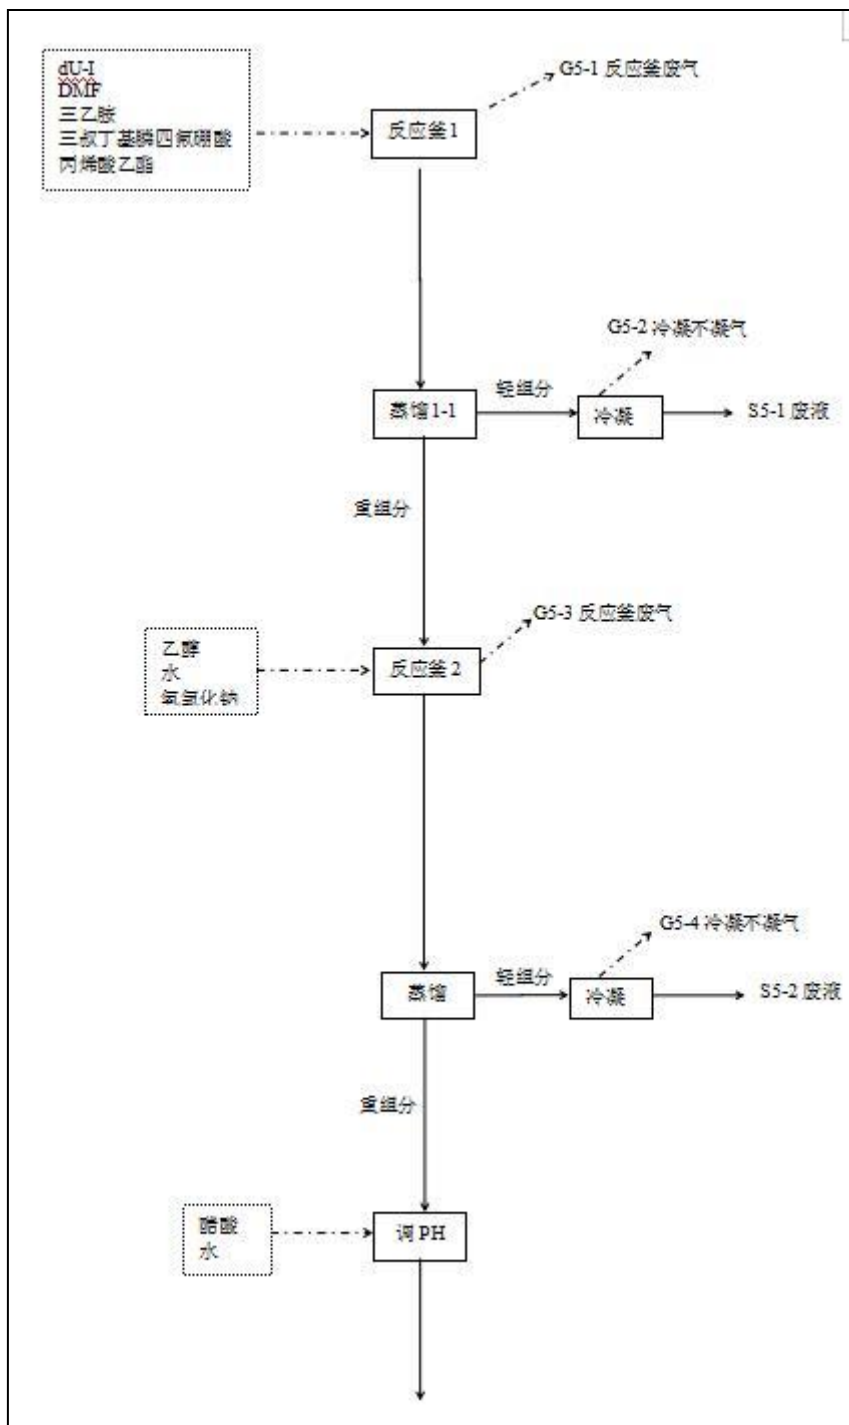 dU-I
DMF
三乙胺
三叔丁基膦四氟硼酸
丙烯酸乙酯
G5-1 反应釜废气
反应釜 1
G5-2 冷凝不凝气
蒸馏 1-1
轻组分
冷凝
S5-1 废液
重组分
G5-3 反应釜废气
乙醇
水
氢氧化钠
反应釜 2
G5-4 冷凝不凝气
蒸馏
轻组分
冷凝
S5-2 废液
重组分
醋酸
水
调 PH